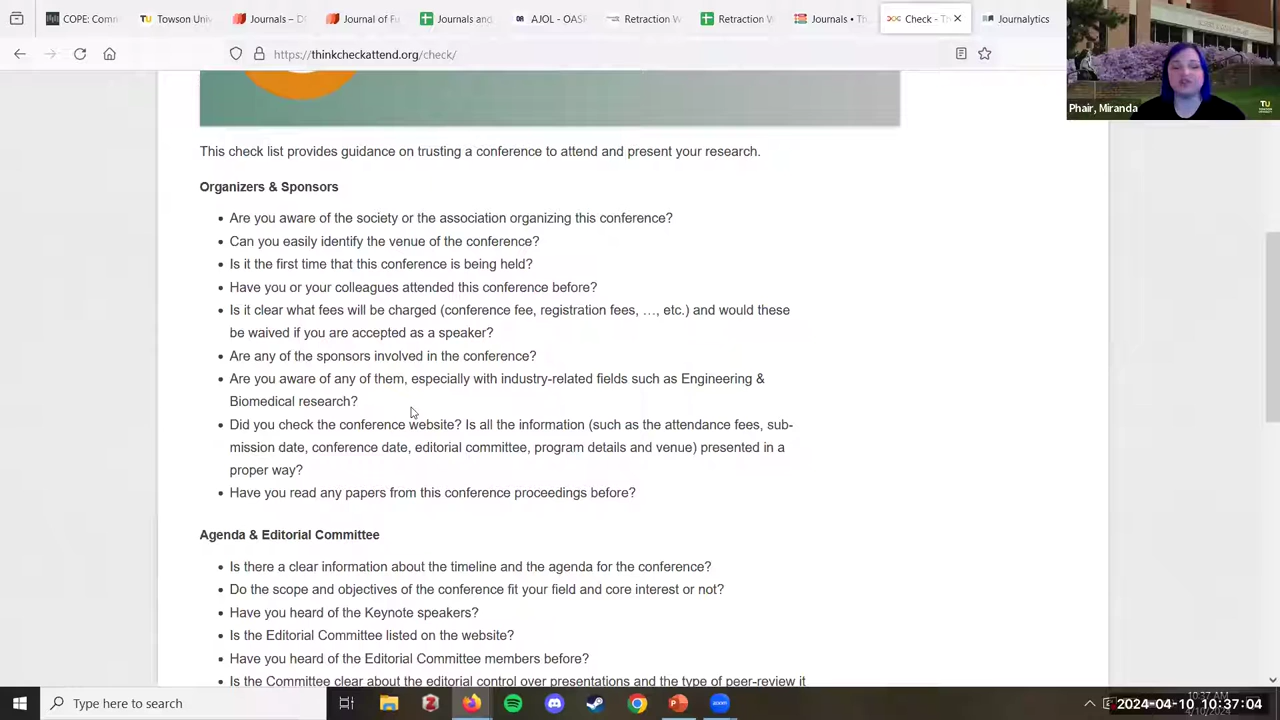 COPE: Comm
Towson Univ
Journals – DI
Journal of Fu
Journals and
AJOL - OASP
Retraction W
Retraction W
Journals • Th
Check - Th
Journalytics
https://thinkcheckattend.org/check/
Phair, Miranda
TU
This check list provides guidance on trusting a conference to attend and present your research.
Organizers & Sponsors
• Are you aware of the society or the association organizing this conference?
• Can you easily identify the venue of the conference?
• Is it the first time that this conference is being held?
• Have you or your colleagues attended this conference before?
• Is it clear what fees will be charged (conference fee, registration fees, …, etc.) and would these
be waived if you are accepted as a speaker?
• Are any of the sponsors involved in the conference?
• Are you aware of any of them, especially with industry-related fields such as Engineering &
Biomedical research?
• Did you check the conference website? Is all the information (such as the attendance fees, sub-
mission date, conference date, editorial committee, program details and venue) presented in a
proper way?
• Have you read any papers from this conference proceedings before?
Agenda & Editorial Committee
• Is there a clear information about the timeline and the agenda for the conference?
• Do the scope and objectives of the conference fit your field and core interest or not?
• Have you heard of the Keynote speakers?
• Is the Editorial Committee listed on the website?
• Have you heard of the Editorial Committee members before?
• Is the Committee clear about the editorial control over presentations and the type of peer-review it
Type here to search
10:37 AM
2024-04-10 10:37:04
4/10/2024